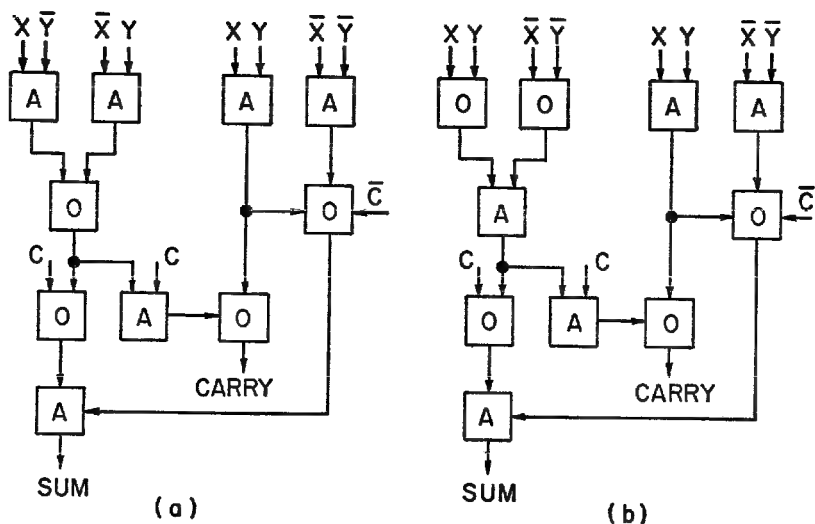 X Y̅ X̅ Y X Y X̅ Y̅
A A A A
O O C̅
C C
O A O
CARRY
A
SUM
(a)
X Y X̅ Y̅ X Y X̅ Y̅
O O A A
A O C̅
C C
O A O
CARRY
A
SUM
(b)